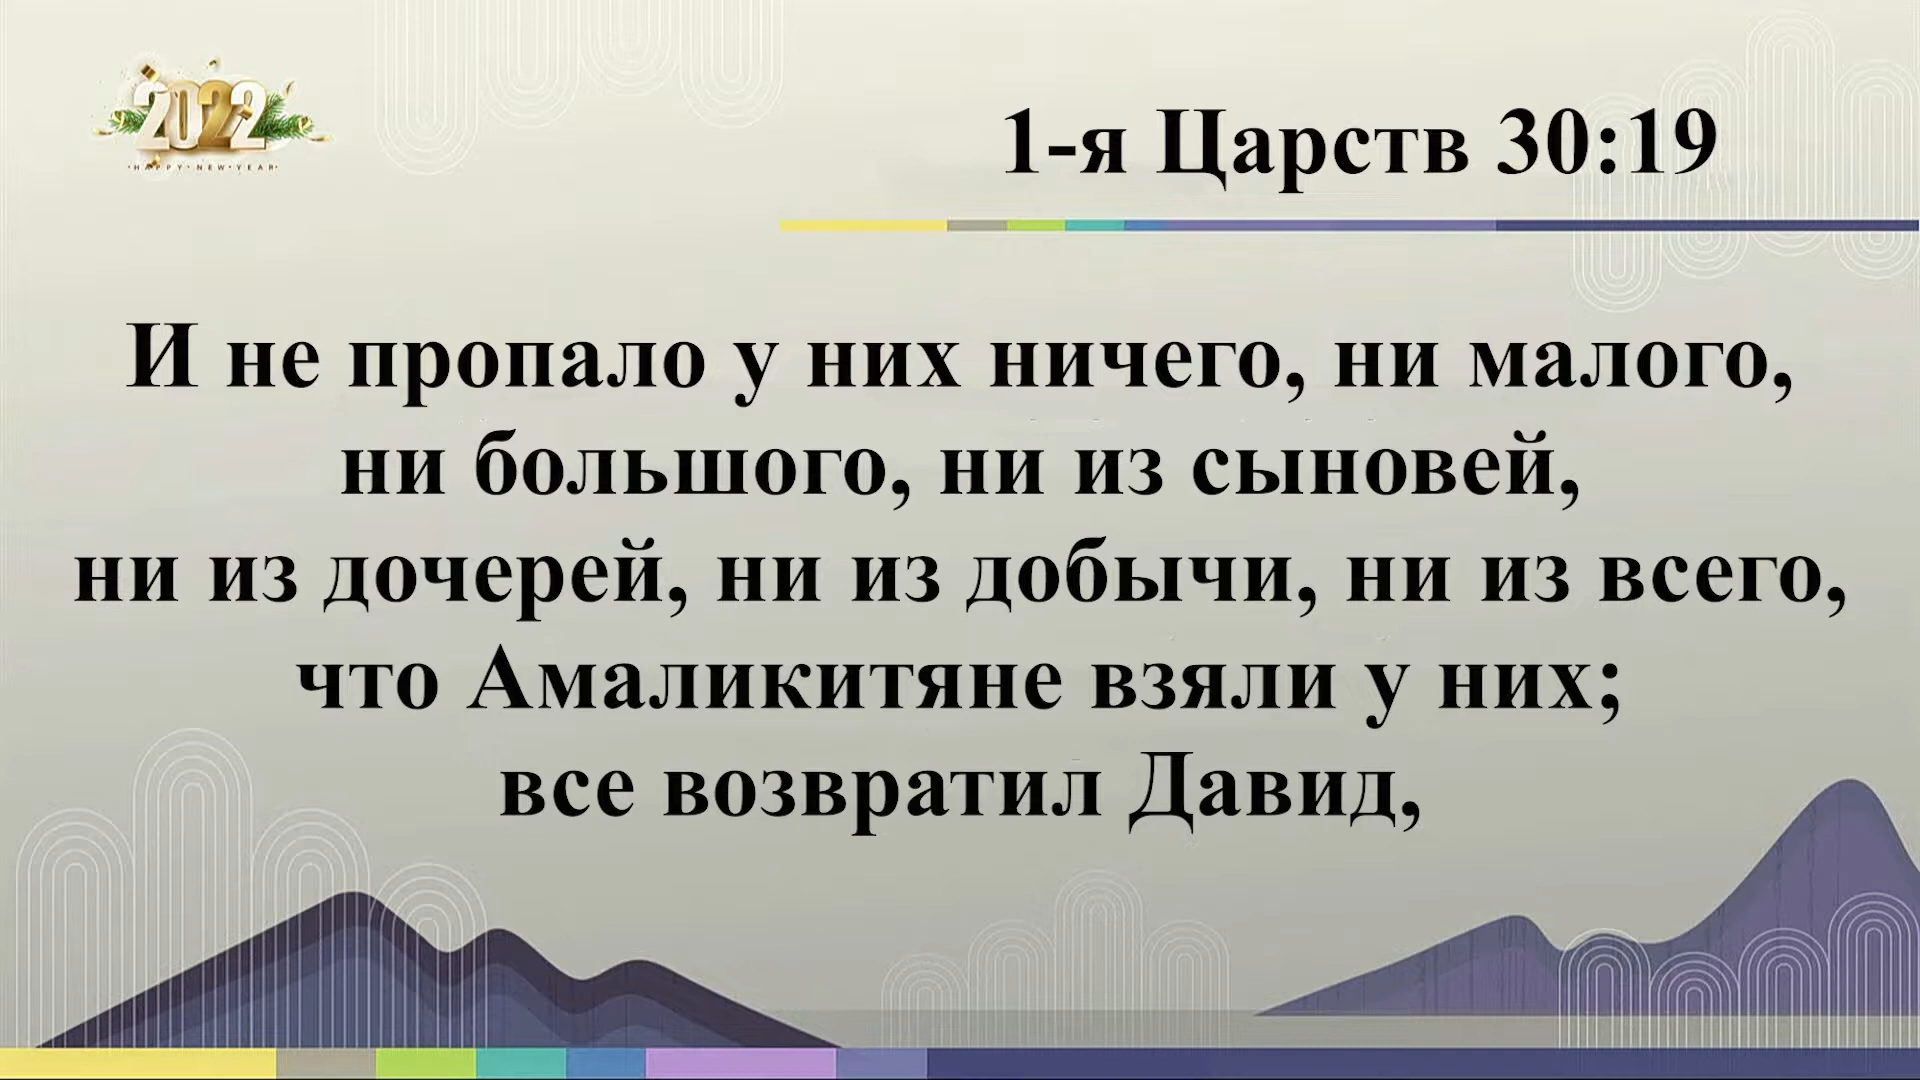 2022
HAPPY NEW YEAR
1-я Царств 30:19
И не пропало у них ничего, ни малого,
ни большого, ни из сыновей,
ни из дочерей, ни из добычи, ни из всего,
что Амаликитяне взяли у них;
все возвратил Давид,